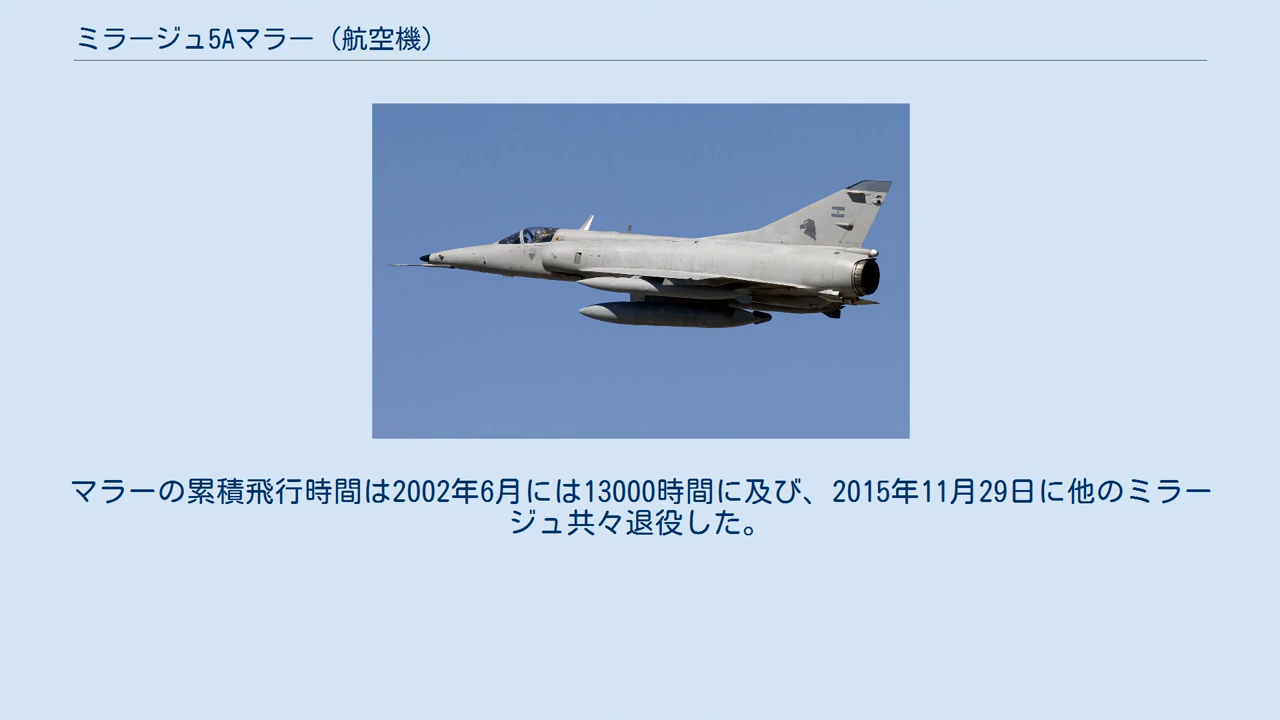 ミラージュ5Aマラー（航空機）
マラーの累積飛行時間は2002年6月には13000時間に及び、2015年11月29日に他のミラー
ジュ共々退役した。